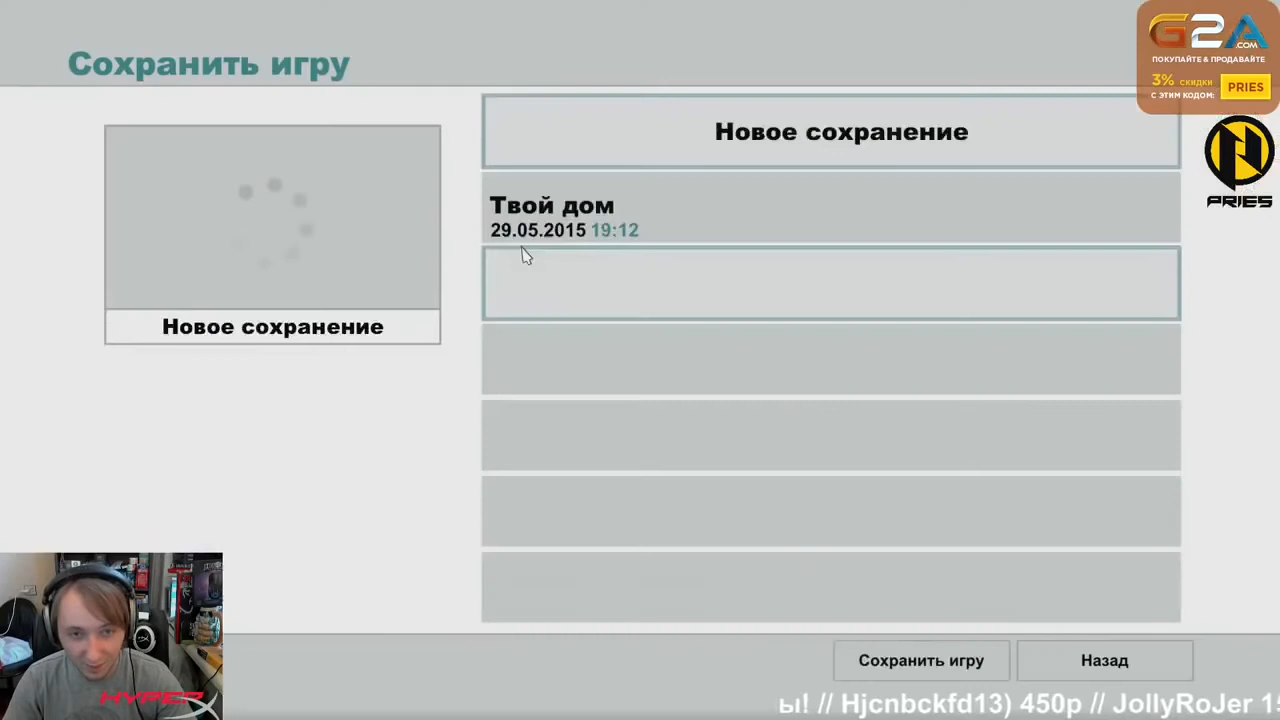 Сохранить игру
G2A
.COM
ПОКУПАЙТЕ & ПРОДАВАЙТЕ
3% СКИДКИ
С ЭТИМ КОДОМ:
PRIES
PRIES
Новое сохранение
Твой дом
29.05.2015 19:12
Новое сохранение
HYPERX
Сохранить игру
Назад
ы! // Hjcnbckfd13) 450р // JollyRoJer